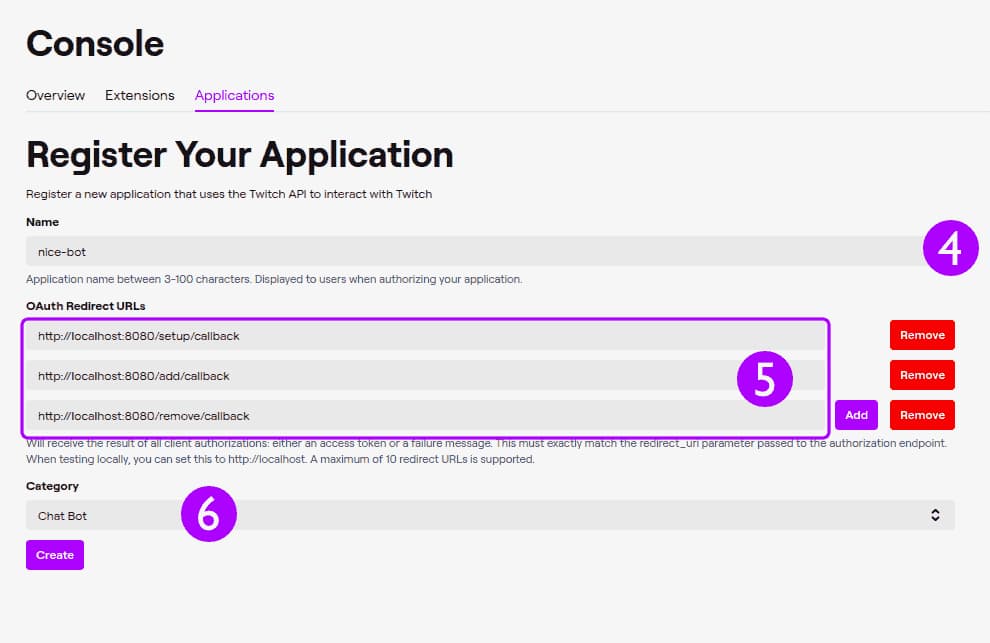 Console
Overview Extensions Applications
Register Your Application
Register a new application that uses the Twitch API to interact with Twitch
Name
nice-bot
4
Application name between 3-100 characters. Displayed to users when authorizing your application.
OAuth Redirect URLs
http://localhost:8080/setup/callback Remove
http://localhost:8080/add/callback 5 Remove
http://localhost:8080/remove/callback Add Remove
Will receive the result of all client authorizations: either an access token or a failure message. This must exactly match the redirect_uri parameter passed to the authorization endpoint.
When testing locally, you can set this to http://localhost. A maximum of 10 redirect URLs is supported.
Category
Chat Bot 6
Create